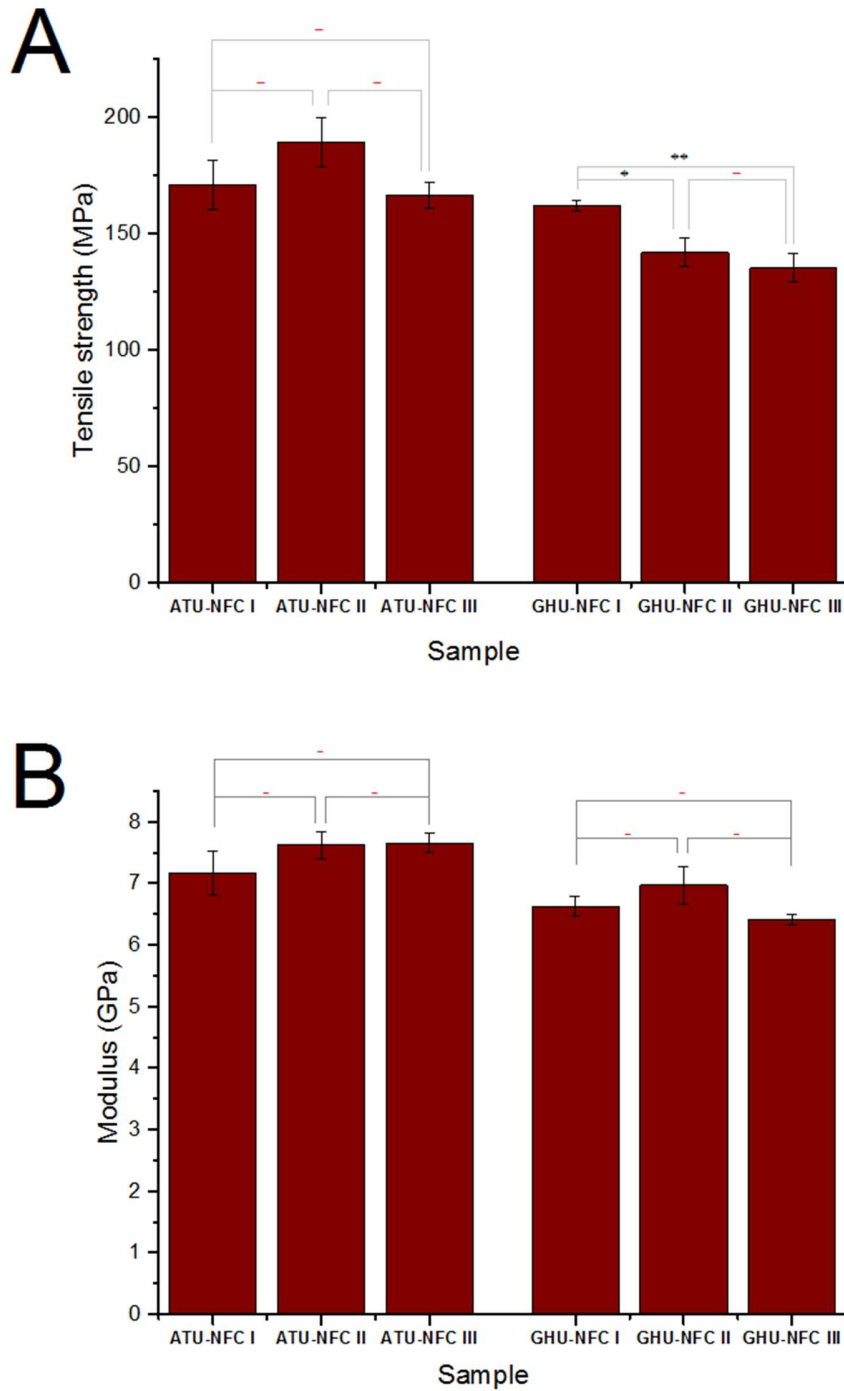 A
Tensile strength (MPa)
200
150
100
50
0
- - -
** * -
ATU-NFC I ATU-NFC II ATU-NFC III GHU-NFC I GHU-NFC II GHU-NFC III
Sample
B
Modulus (GPa)
8
7
6
5
4
3
2
1
0
- - -
- - -
ATU-NFC I ATU-NFC II ATU-NFC III GHU-NFC I GHU-NFC II GHU-NFC III
Sample